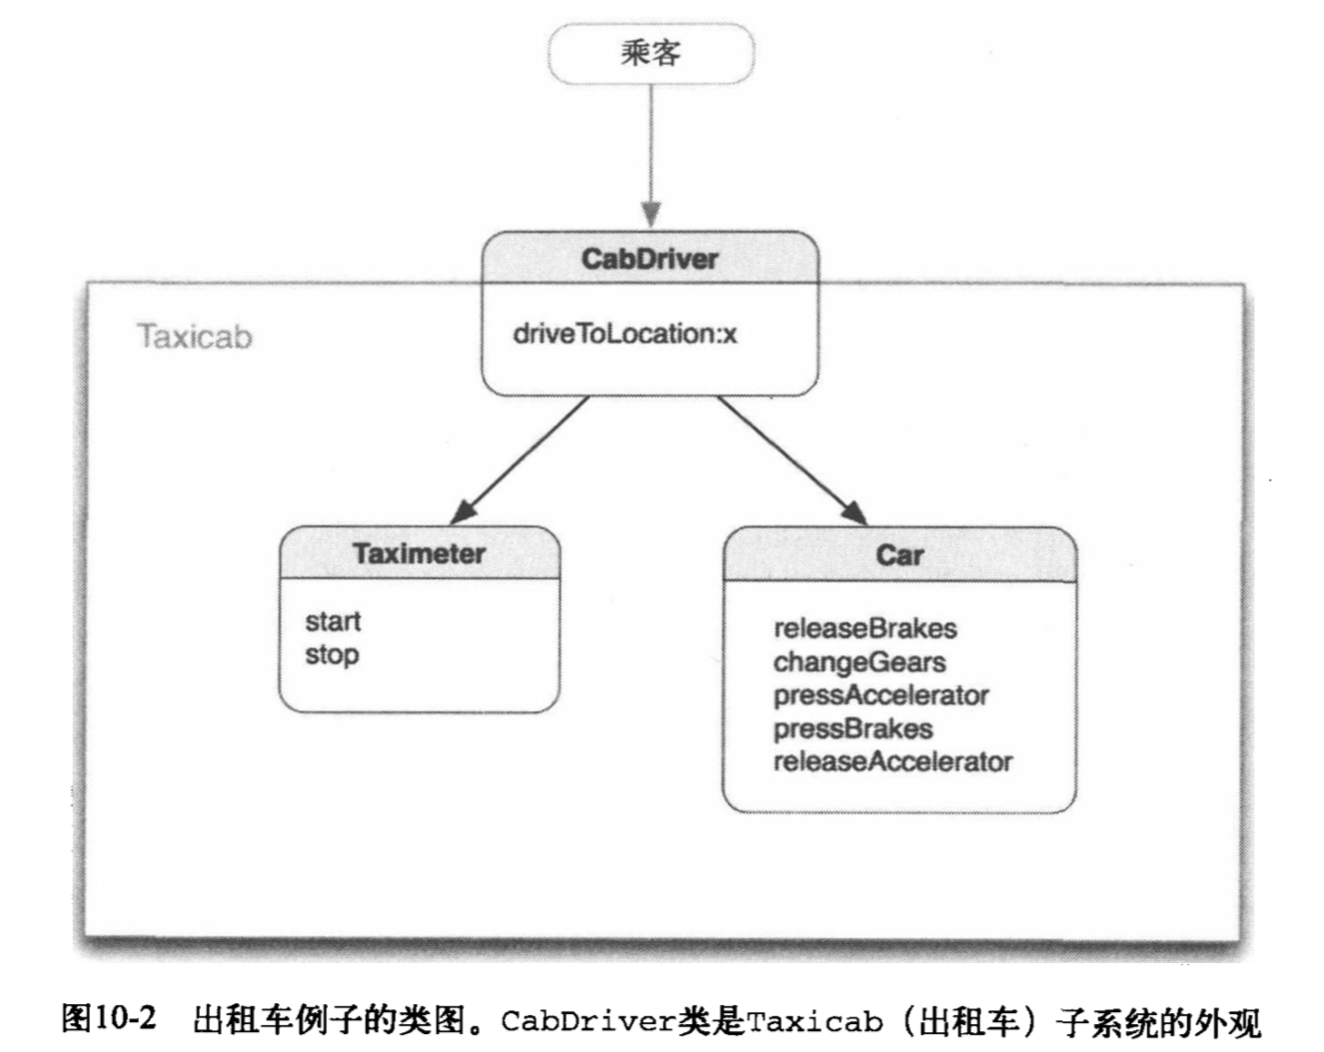 乘客
CabDriver
driveToLocation:x
Taxicab
Taximeter
start
stop
Car
releaseBrakes
changeGears
pressAccelerator
pressBrakes
releaseAccelerator
图10-2 出租车例子的类图。CabDriver类是Taxicab（出租车）子系统的外观